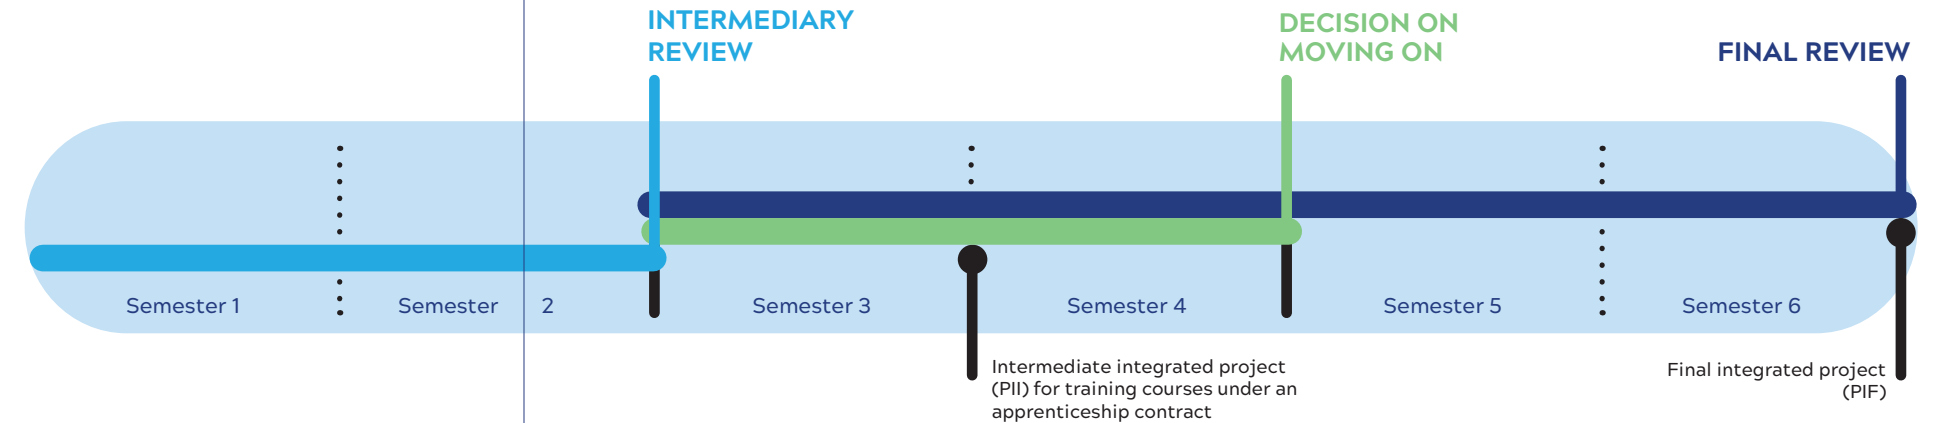 INTERMEDIARY
REVIEW
DECISION ON
MOVING ON
FINAL REVIEW
Semester 1
Semester 2
Semester 3
Semester 4
Semester 5
Semester 6
Intermediate integrated project
(PII) for training courses under an
apprenticeship contract
Final integrated project
(PIF)